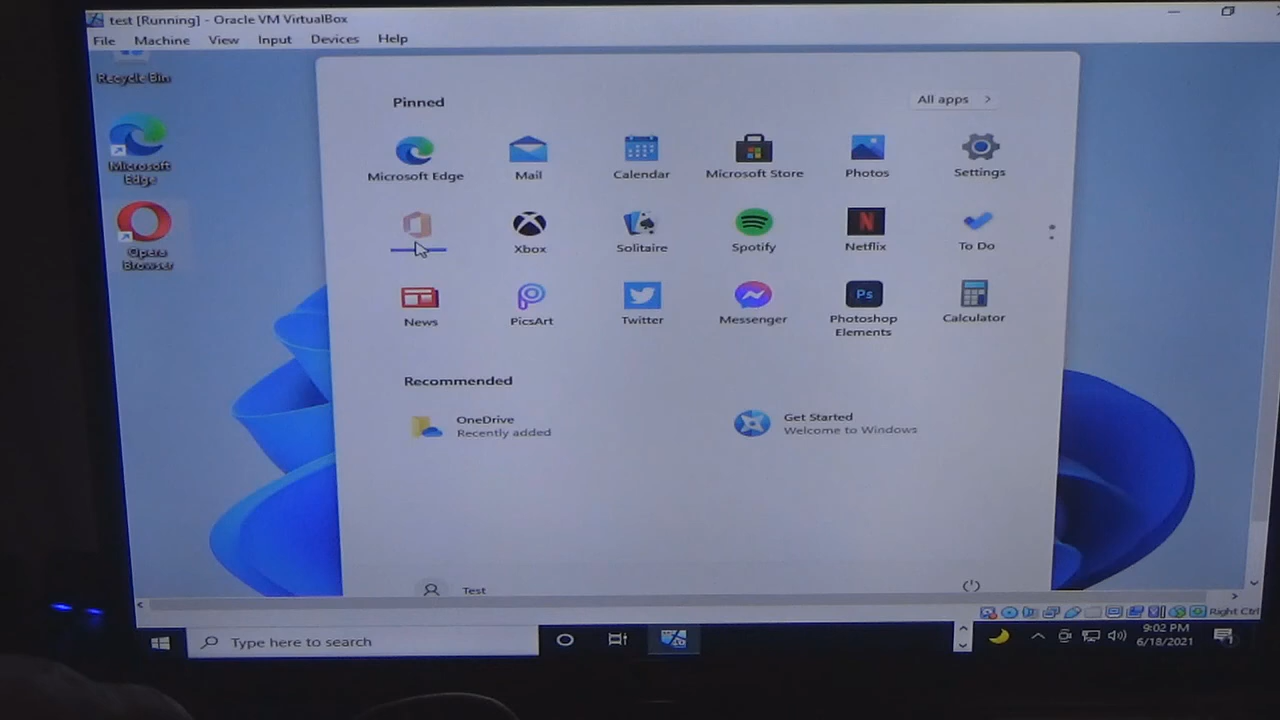 test [Running] - Oracle VM VirtualBox
File Machine View Input Devices Help
Recycle Bin
Microsoft
Edge
Opera
Browser
Pinned
All apps
Microsoft Edge
Mail
Calendar
Microsoft Store
Photos
Settings
Xbox
Solitaire
Spotify
Netflix
To Do
News
PicsArt
Twitter
Messenger
Ps
Photoshop
Elements
Calculator
Recommended
OneDrive
Recently added
Get Started
Welcome to Windows
Test
Right Ctrl
Type here to search
9:02 PM
6/18/2021